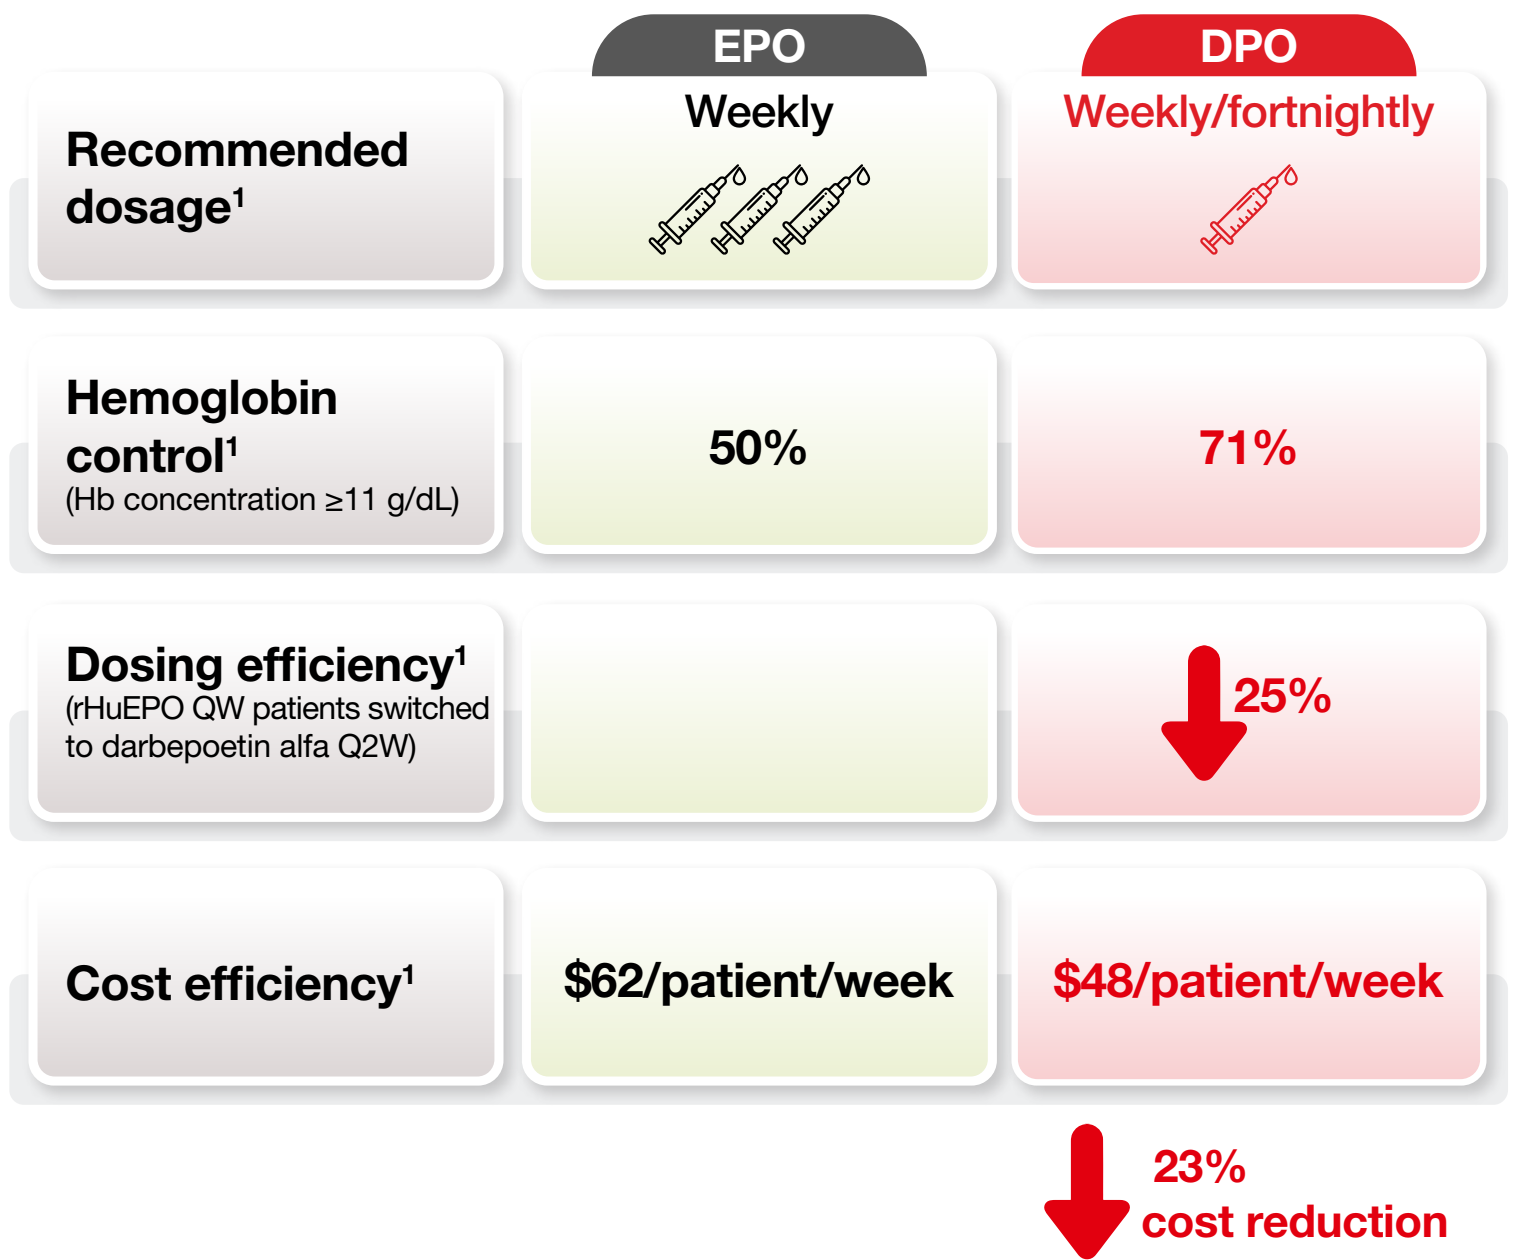 EPO
DPO
Recommended
dosage¹
Weekly
Weekly/fortnightly
Hemoglobin
control¹
(Hb concentration ≥11 g/dL)
50%
71%
Dosing efficiency¹
(rHuEPO QW patients switched
to darbepoetin alfa Q2W)
25%
Cost efficiency¹
$62/patient/week
$48/patient/week
23%
cost reduction